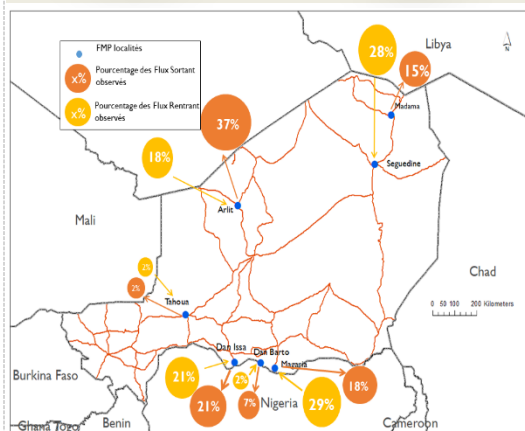 FMP localités
x% Pourcentage des Flux Sortant
observés
x% Pourcentage des Flux Rentrant
observés
28%
Libya
N
15%
Madama
37%
18%
Seguedine
Arlit
Mali
Chad
2%
2%
Tahoua
0 50 100 200 Kilometers
Dan Issa
Dan Barto
Magaria
21%
2%
18%
Burkina Faso
21%
7%
Nigeria
29%
Ghana Togo
Benin
Cameroon